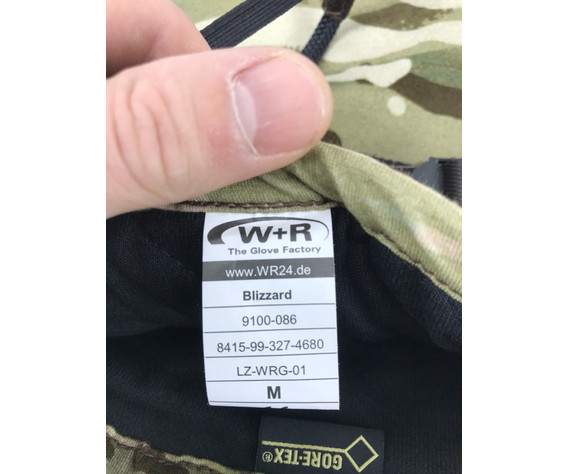 W+R
The Glove Factory
www.WR24.de
Blizzard
9100-086
8415-99-327-4680
LZ-WRG-01
M
GORE-TEX®